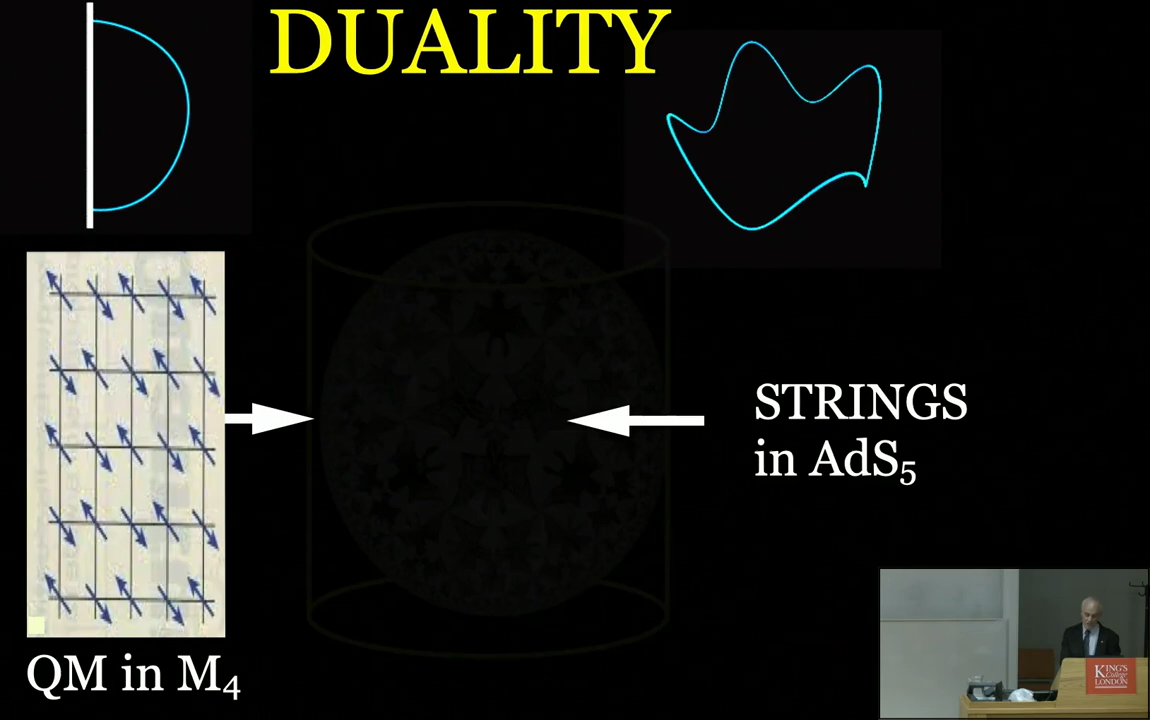 DUALITY
STRINGS
in AdS₅
QM in M₄
KING'S
College
LONDON